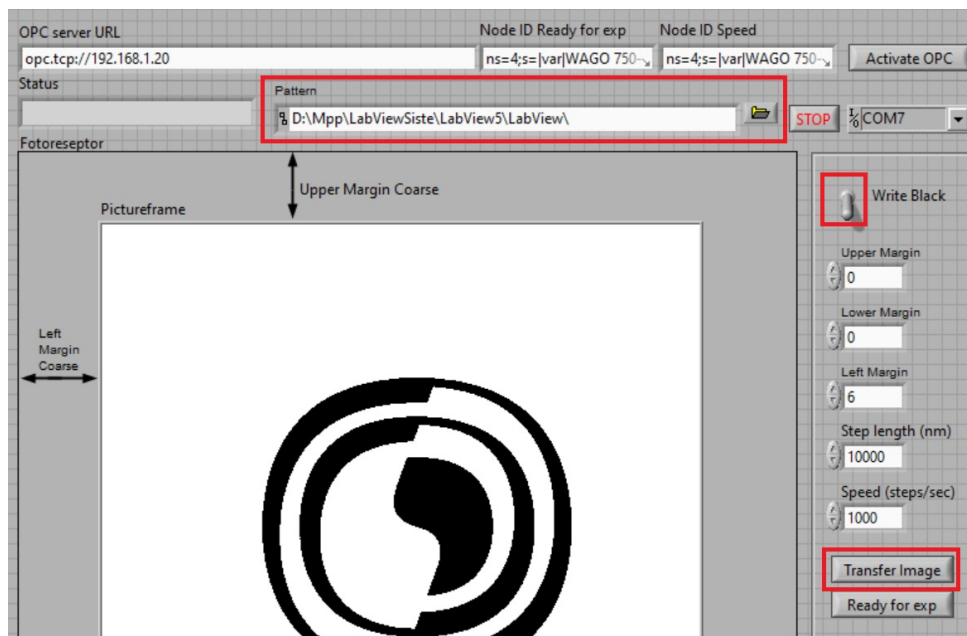 OPC server URL
Node ID Ready for exp
Node ID Speed
opc.tcp://192.168.1.20
ns=4;s=|var|WAGO 750-
ns=4;s=|var|WAGO 750-
Activate OPC
Status
Pattern
D:\Mpp\LabViewSiste\LabView5\LabView\
STOP
I/O
COM7
Fotoreseptor
Upper Margin Coarse
Pictureframe
Write Black
Upper Margin
0
Lower Margin
0
Left
Margin
Coarse
Left Margin
6
Step length (nm)
10000
Speed (steps/sec)
1000
Transfer Image
Ready for exp